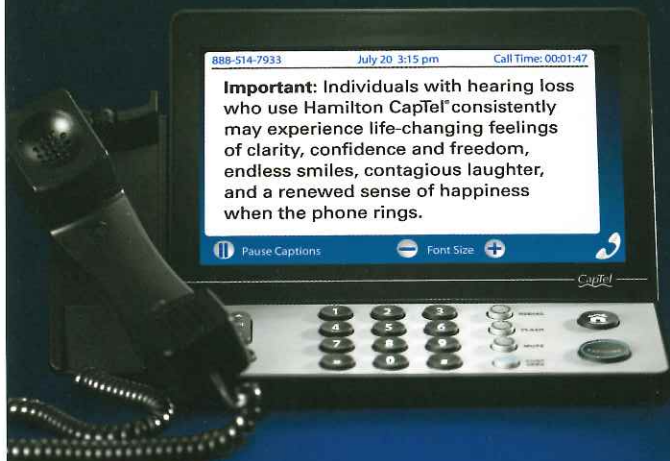 888-514-7933 July 20 3:15 pm Call Time: 00:01:47
Important: Individuals with hearing loss
who use Hamilton CapTel® consistently
may experience life-changing feelings
of clarity, confidence and freedom,
endless smiles, contagious laughter,
and a renewed sense of happiness
when the phone rings.
Pause Captions Font Size
CapTel
1 2 3
4 5 6
FLASH
7 8 9
MUTE
0